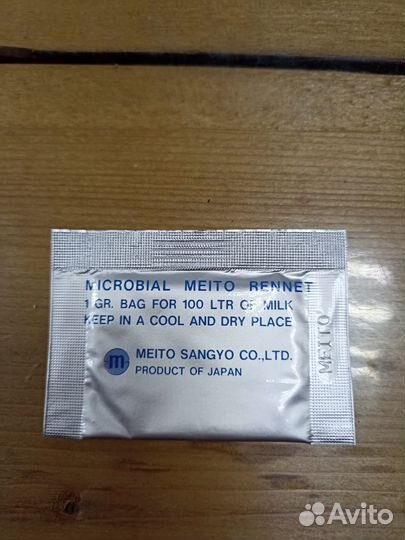 MICROBIAL MEITO RENNET
1 GR. BAG FOR 100 LTR OF MILK
KEEP IN A COOL AND DRY PLACE
m
MEITO SANGYO CO.,LTD.
PRODUCT OF JAPAN
MEITO
Avito